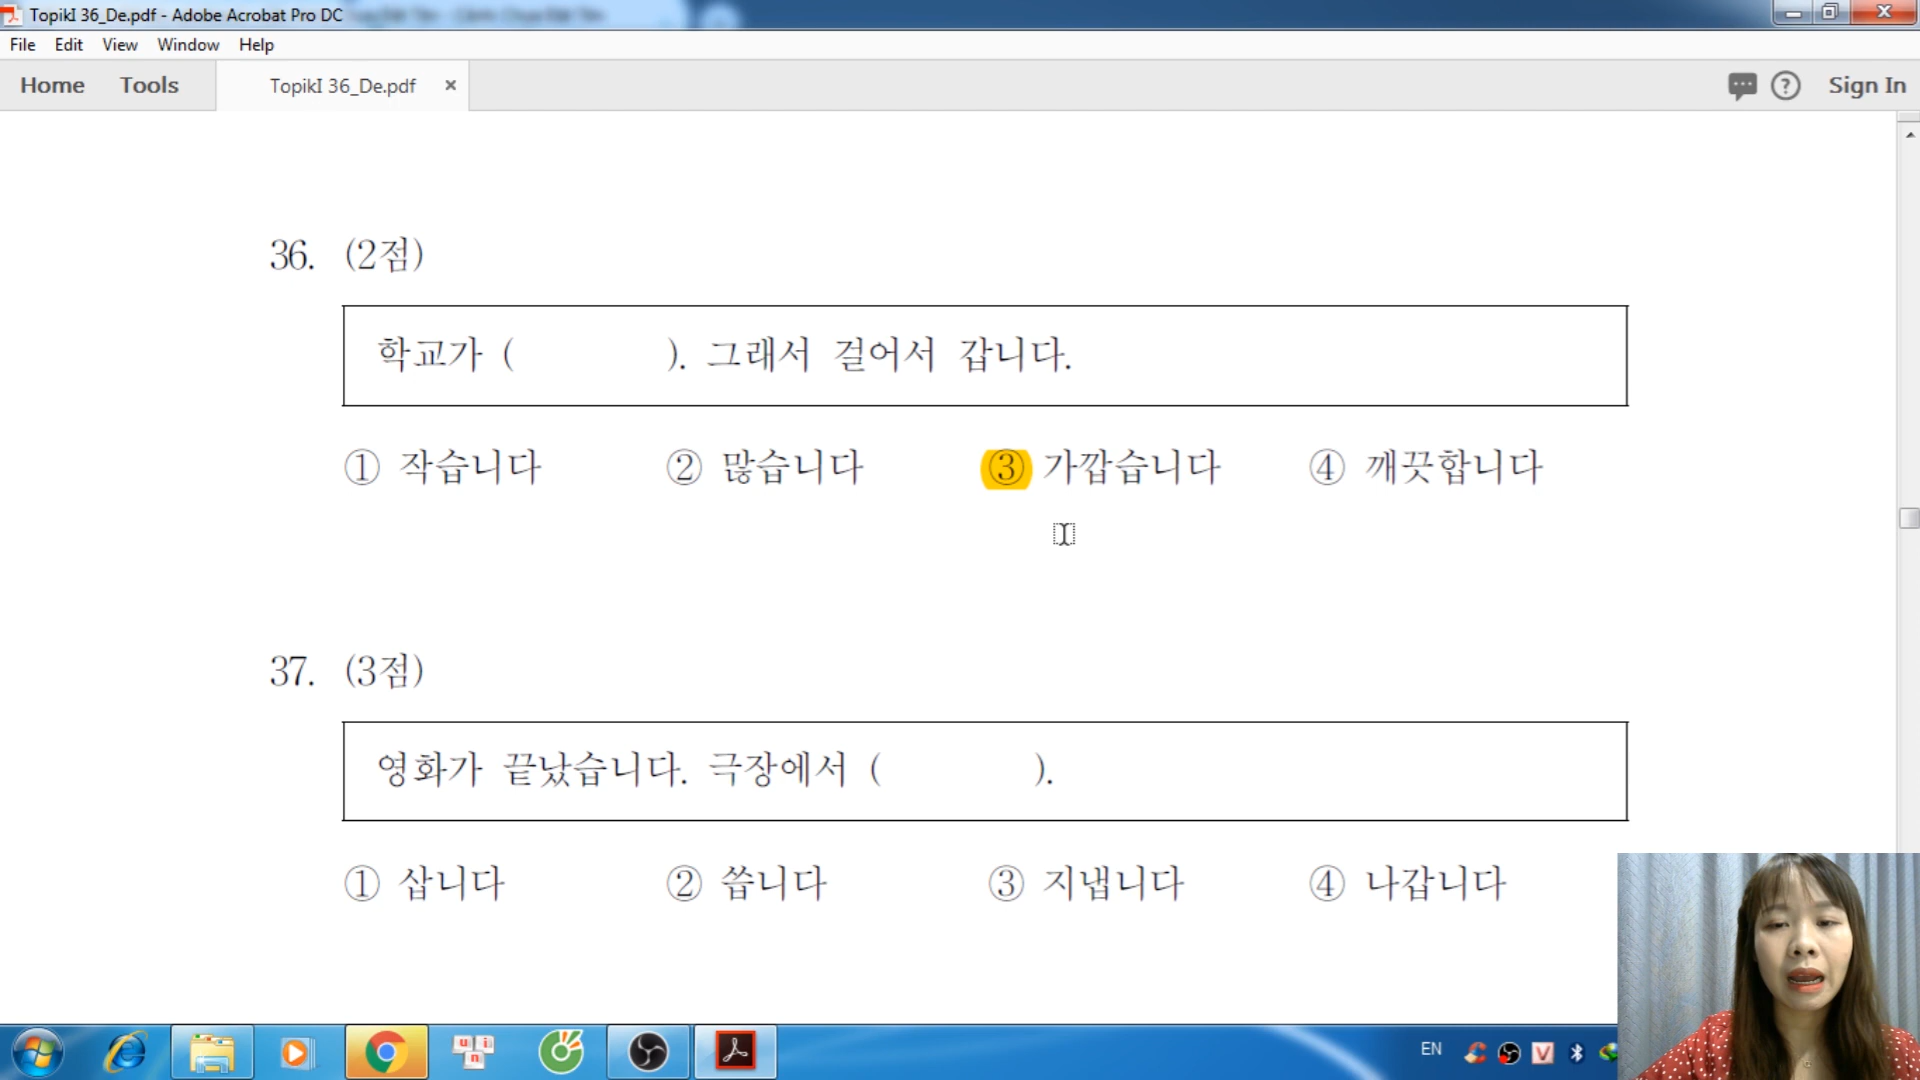 TopikI 36_De.pdf - Adobe Acrobat Pro DC
File Edit View Window Help
Home Tools TopikI 36_De.pdf × Sign In
36. (2점)
학교가 ( ). 그래서 걸어서 갑니다.
① 작습니다 ② 많습니다 ③ 가깝습니다 ④ 깨끗합니다
37. (3점)
영화가 끝났습니다. 극장에서 ( ).
① 삽니다 ② 씁니다 ③ 지냅니다 ④ 나갑니다
EN